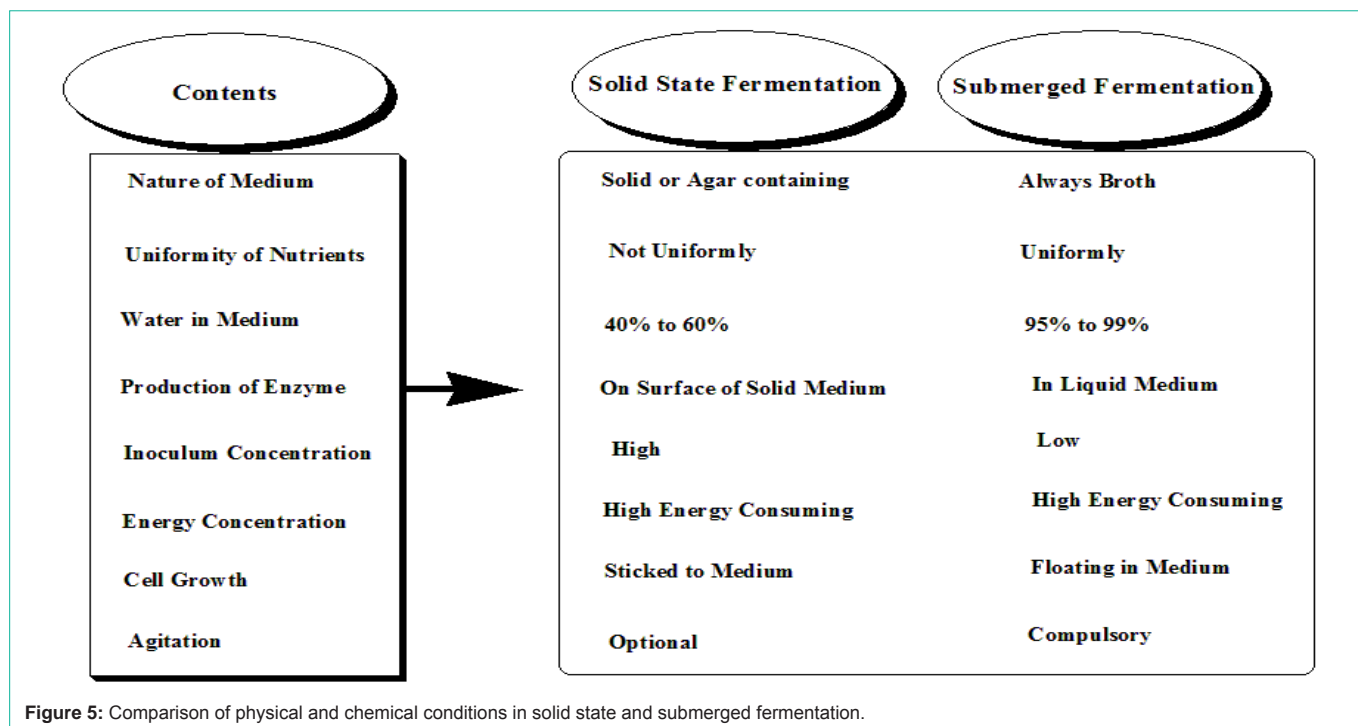 Contents
Solid State Fermentation
Submerged Fermentation
Nature of Medium
Solid or Agar containing
Always Broth
Uniformity of Nutrients
Not Uniformly
Uniformly
Water in Medium
40% to 60%
95% to 99%
Production of Enzyme
On Surface of Solid Medium
In Liquid Medium
Inoculum Concentration
High
Low
Energy Concentration
High Energy Consuming
High Energy Consuming
Cell Growth
Sticked to Medium
Floating in Medium
Agitation
Optional
Compulsory
Figure 5: Comparison of physical and chemical conditions in solid state and submerged fermentation.